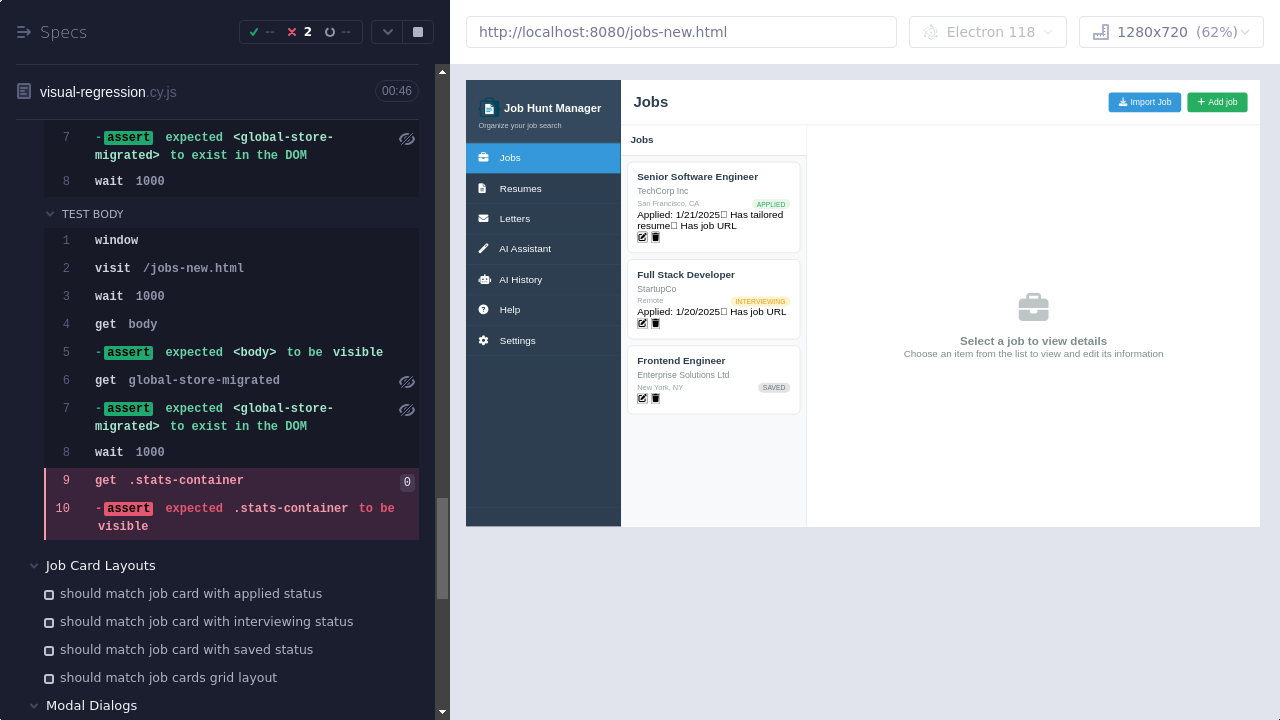 Specs
-- 2 --
visual-regression.cy.js 00:46
7 -assert expected <global-store-
migrated> to exist in the DOM
8 wait 1000
TEST BODY
1 window
2 visit /jobs-new.html
3 wait 1000
4 get body
5 -assert expected <body> to be visible
6 get global-store-migrated
7 -assert expected <global-store-
migrated> to exist in the DOM
8 wait 1000
9 get .stats-container 0
10 -assert expected .stats-container to be
visible
Job Card Layouts
should match job card with applied status
should match job card with interviewing status
should match job card with saved status
should match job cards grid layout
Modal Dialogs
http://localhost:8080/jobs-new.html
Electron 118
1280x720 (62%)
Job Hunt Manager
Organize your job search
Jobs
Resumes
Letters
AI Assistant
AI History
Help
Settings
Jobs
Import Job
Add job
Jobs
Senior Software Engineer
TechCorp Inc
San Francisco, CA APPLIED
Applied: 1/21/2025 Has tailored
resume Has job URL
Full Stack Developer
StartupCo
Remote INTERVIEWING
Applied: 1/20/2025 Has job URL
Frontend Engineer
Enterprise Solutions Ltd
New York, NY SAVED
Select a job to view details
Choose an item from the list to view and edit its information